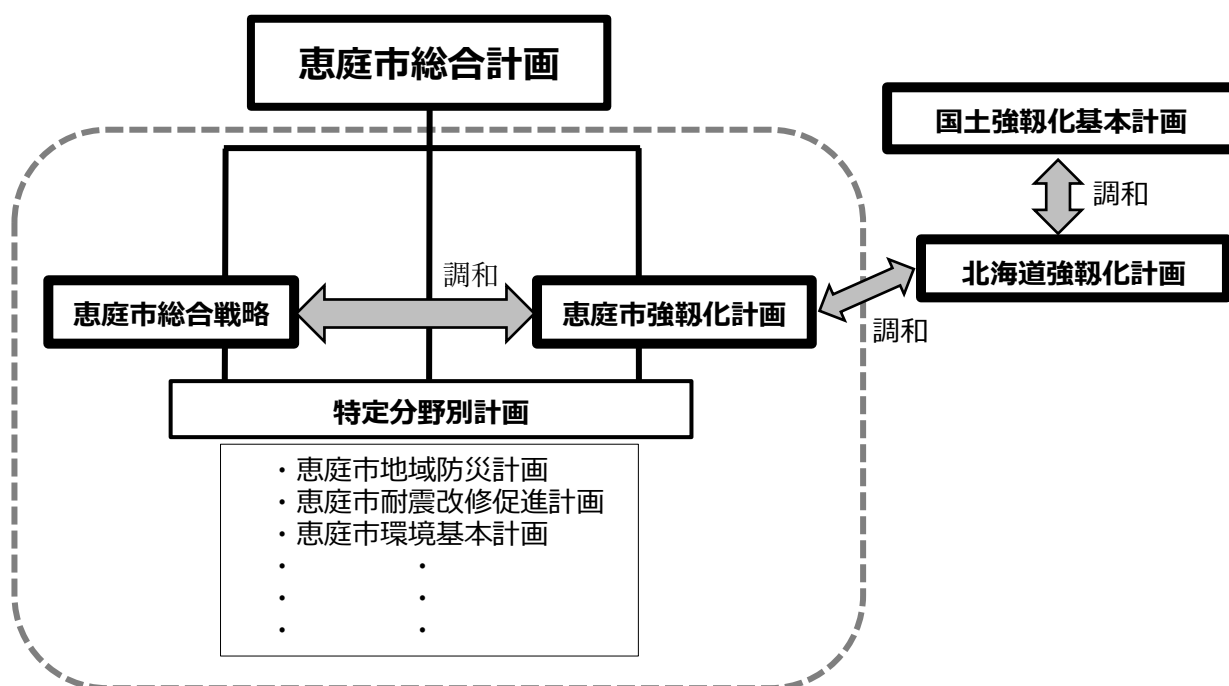 恵庭市総合計画
国土強靱化基本計画
調和
北海道強靱化計画
調和
調和
恵庭市総合戦略
恵庭市強靱化計画
特定分野別計画
・恵庭市地域防災計画
・恵庭市耐震改修促進計画
・恵庭市環境基本計画
・ ・
・ ・
・ ・